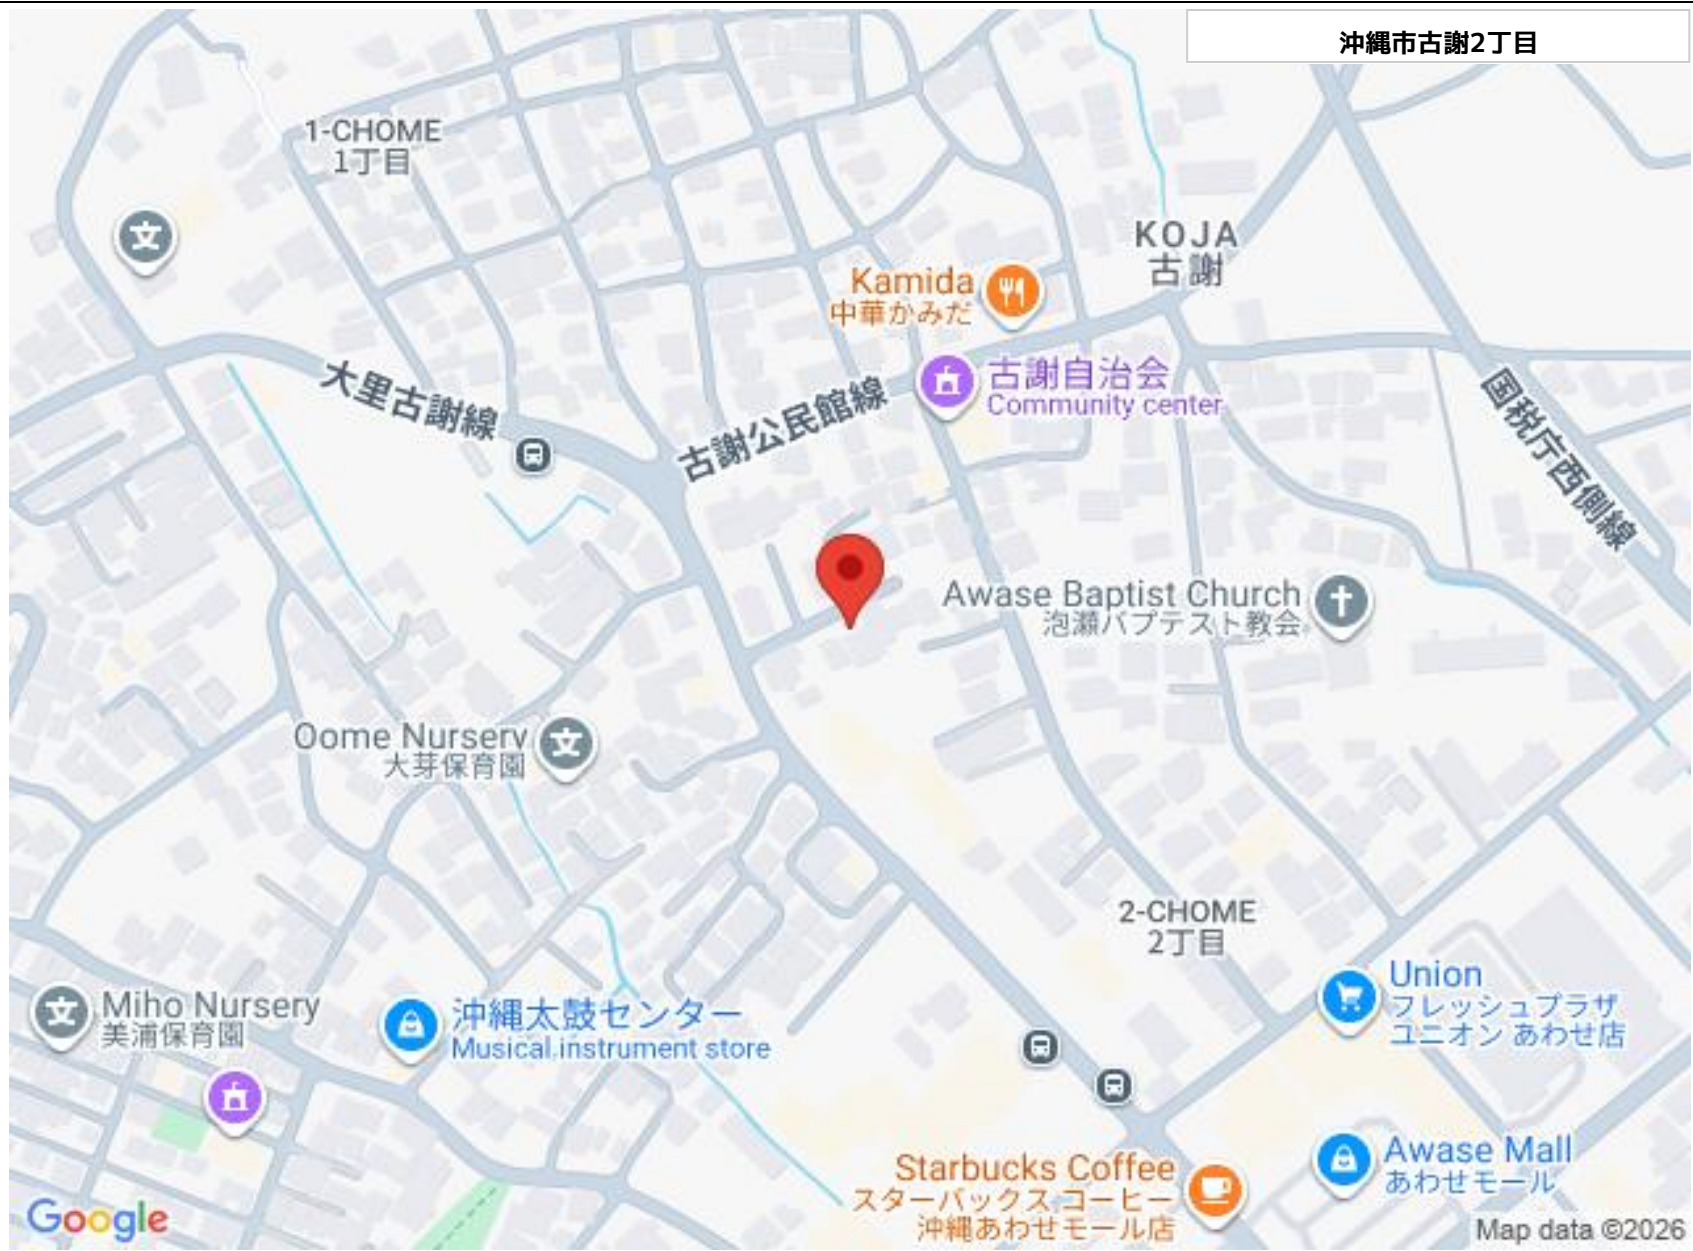 沖縄市古謝2丁目
1-CHOME
1丁目
KOJA
古謝
Kamida
中華かみだ
古謝自治会
Community center
大里古謝線
古謝公民館線
国税庁西側線
Awase Baptist Church
泡瀬バプテスト教会
Oome Nursery
大芽保育園
2-CHOME
2丁目
Union
フレッシュプラザ
ユニオン あわせ店
Miho Nursery
美浦保育園
沖縄太鼓センター
Musical instrument store
Awase Mall
あわせモール
Starbucks Coffee
スターバックス コーヒー
沖縄あわせモール店
Google
Map data ©2026
文
文
文